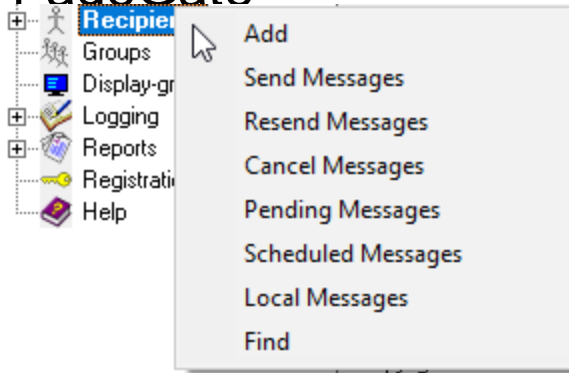 Recipie
Groups
Display-gr
Logging
Reports
Registrati
Help
Add
Send Messages
Resend Messages
Cancel Messages
Pending Messages
Scheduled Messages
Local Messages
Find